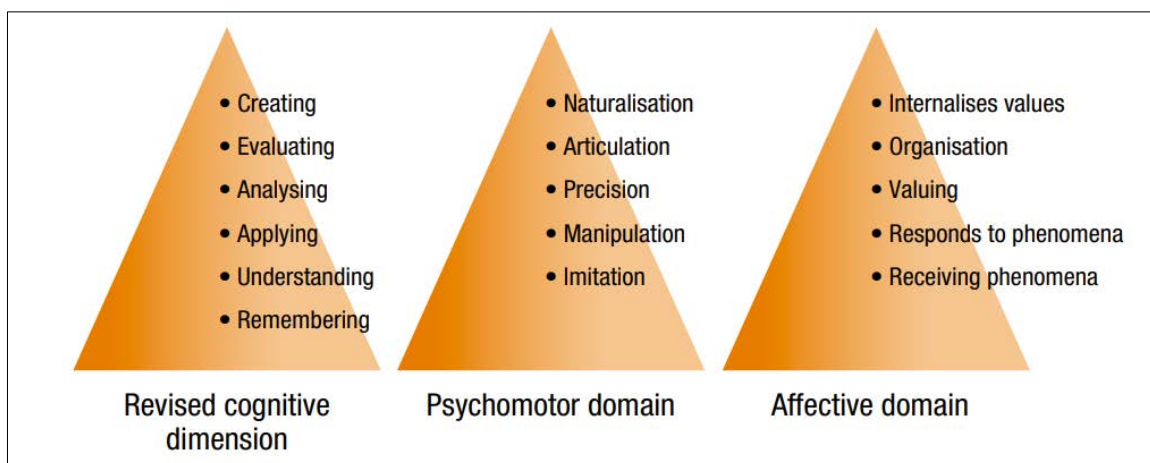 • Creating
• Evaluating
• Analysing
• Applying
• Understanding
• Remembering
Revised cognitive
dimension
• Naturalisation
• Articulation
• Precision
• Manipulation
• Imitation
Psychomotor domain
• Internalises values
• Organisation
• Valuing
• Responds to phenomena
• Receiving phenomena
Affective domain